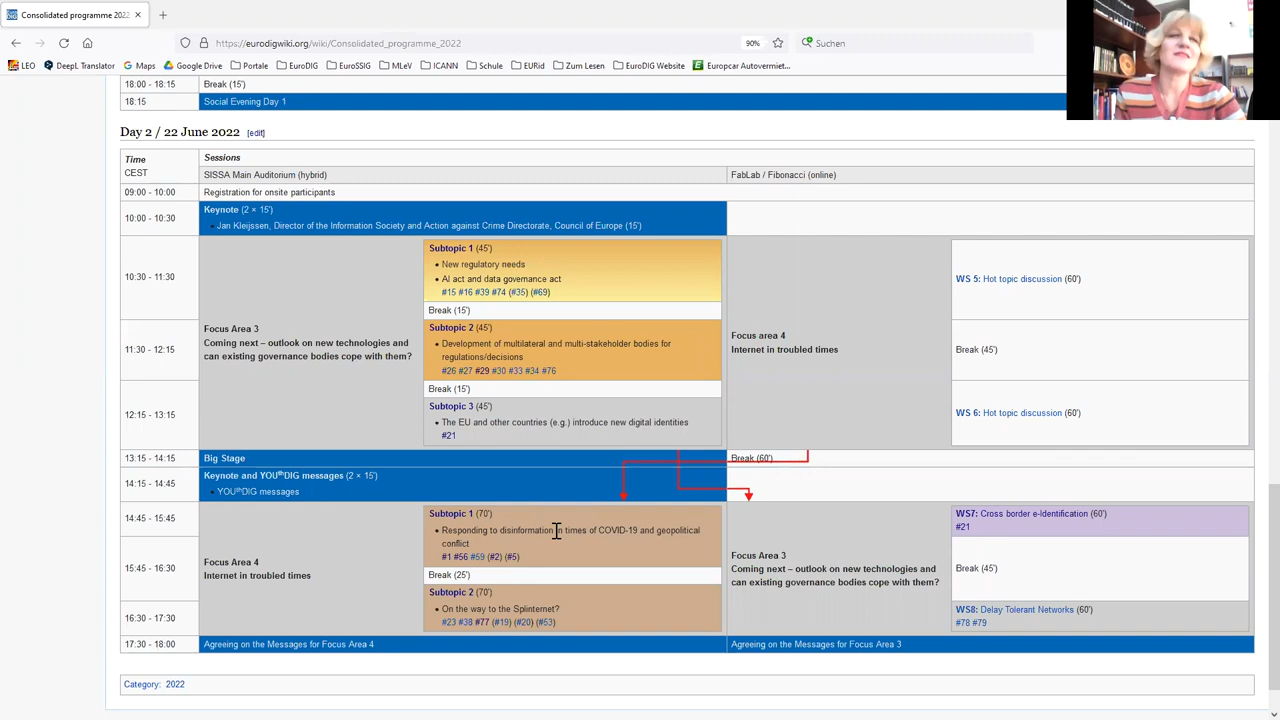 Consolidated programme 2022
https://eurodigwiki.org/wiki/Consolidated_programme_2022
90%
Suchen
LEO
DeepL Translator
Maps
Google Drive
Portale
EuroDIG
EuroSSIG
MLeV
ICANN
Schule
EURid
Zum Lesen
EuroDIG Website
Europcar Autovermiet...
18:00 - 18:15
Break (15')
18:15
Social Evening Day 1
Day 2 / 22 June 2022 [edit]
Time
CEST
Sessions
SISSA Main Auditorium (hybrid)
FabLab / Fibonacci (online)
09:00 - 10:00
Registration for onsite participants
10:00 - 10:30
Keynote (2 × 15')
• Jan Kleijssen, Director of the Information Society and Action against Crime Directorate, Council of Europe (15')
10:30 - 11:30
11:30 - 12:15
12:15 - 13:15
Focus Area 3
Coming next – outlook on new technologies and
can existing governance bodies cope with them?
Subtopic 1 (45')
• New regulatory needs
• AI act and data governance act
#15 #16 #39 #74 (#35) (#69)
Break (15')
Subtopic 2 (45')
• Development of multilateral and multi-stakeholder bodies for
regulations/decisions
#26 #27 #29 #30 #33 #34 #76
Break (15')
Subtopic 3 (45')
• The EU and other countries (e.g.) introduce new digital identities
#21
Focus area 4
Internet in troubled times
WS 5: Hot topic discussion (60')
Break (45')
WS 6: Hot topic discussion (60')
13:15 - 14:15
Big Stage
Break (60')
14:15 - 14:45
Keynote and YOUthDIG messages (2 × 15')
• YOUthDIG messages
14:45 - 15:45
15:45 - 16:30
16:30 - 17:30
Focus Area 4
Internet in troubled times
Subtopic 1 (70')
• Responding to disinformation in times of COVID-19 and geopolitical
conflict
#1 #56 #59 (#2) (#5)
Break (25')
Subtopic 2 (70')
• On the way to the Splinternet?
#23 #38 #77 (#19) (#20) (#53)
Focus Area 3
Coming next – outlook on new technologies and
can existing governance bodies cope with them?
WS7: Cross border e-Identification (60')
#21
Break (45')
WS8: Delay Tolerant Networks (60')
#78 #79
17:30 - 18:00
Agreeing on the Messages for Focus Area 4
Agreeing on the Messages for Focus Area 3
Category: 2022